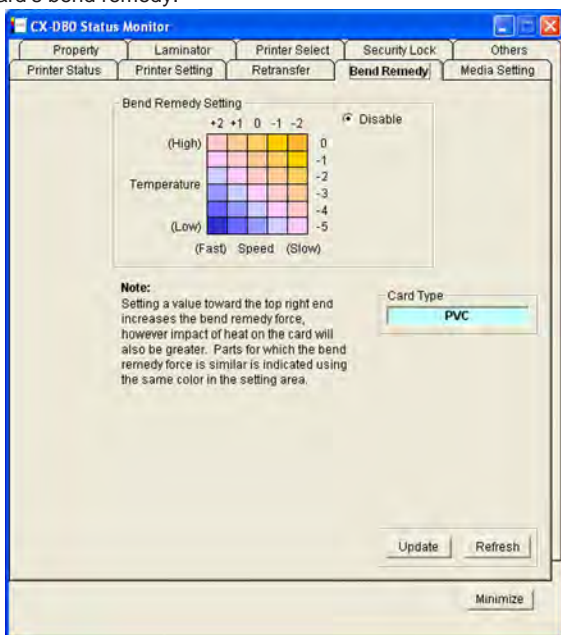 ard's bend remedy.
CX-DB0 Status Monitor
Property Laminator Printer Select Security Lock Others
Printer Status Printer Setting Retransfer Bend Remedy Media Setting
Bend Remedy Setting
+2 +1 0 -1 -2 Disable
(High) 0
-1
Temperature -2
-3
-4
(Low) -5
(Fast) Speed (Slow)
Note:
Setting a value toward the top right end
increases the bend remedy force,
however impact of heat on the card will
also be greater. Parts for which the bend
remedy force is similar is indicated using
the same color in the setting area.
Card Type
PVC
Update Refresh
Minimize